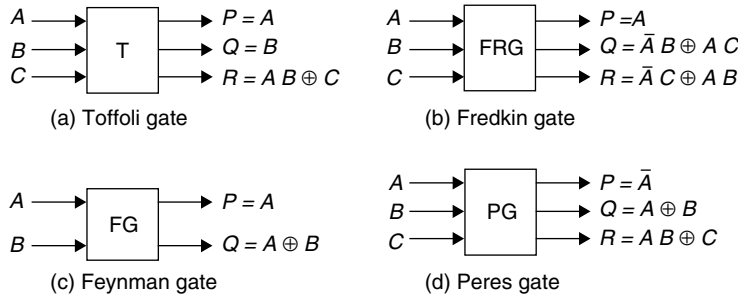 A
B
C
T
P = A
Q = B
R = A B ⊕ C
(a) Toffoli gate
A
B
C
FRG
P =A
Q = Ā B ⊕ A C
R = Ā C ⊕ A B
(b) Fredkin gate
A
B
FG
P = A
Q = A ⊕ B
(c) Feynman gate
A
B
C
PG
P = Ā
Q = A ⊕ B
R = A B ⊕ C
(d) Peres gate